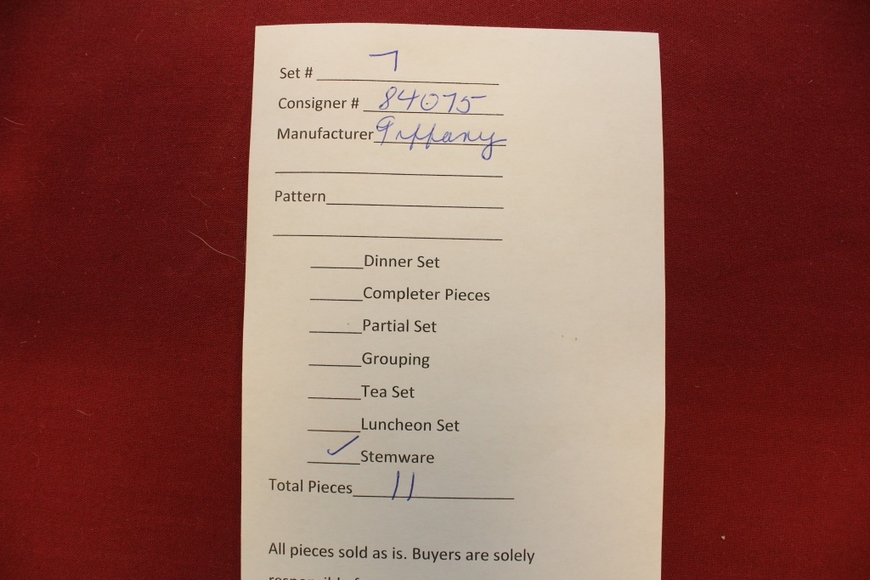 Set # 7
Consigner # 84075
Manufacturer Tiffany
Pattern
Dinner Set
Completer Pieces
Partial Set
Grouping
Tea Set
Luncheon Set
✓ Stemware
Total Pieces 11
All pieces sold as is. Buyers are solely